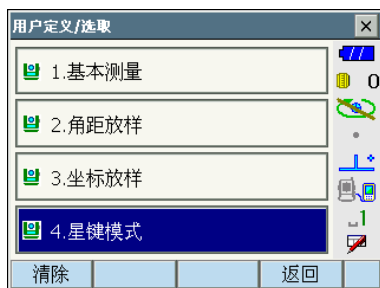 用户定义/选取
1.基本测量
0
2.角距放样
3.坐标放样
4.星键模式
1
清除
返回